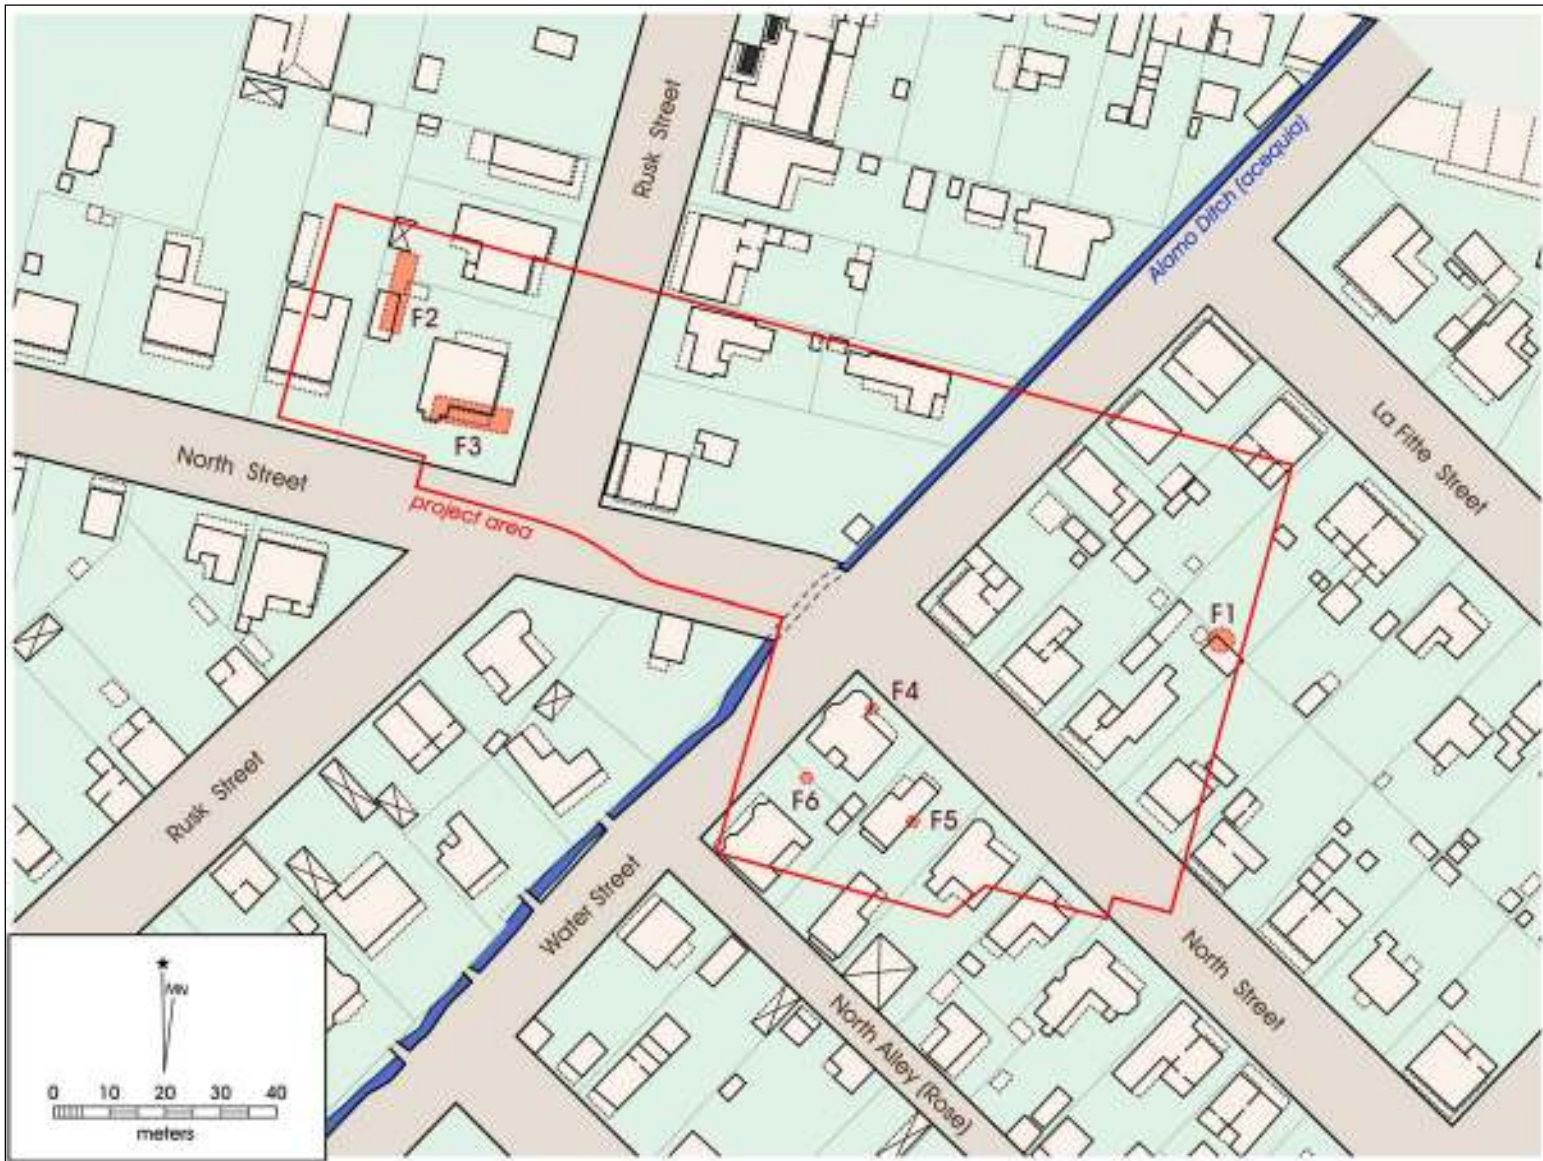 Rusk Street
Alamo Ditch (acequia)
F2
La Fitte Street
F3
North Street
project area
F1
F4
F6
F5
Rusk Street
Water Street
North Street
North Alley (Rose)
MN
0 10 20 30 40
meters